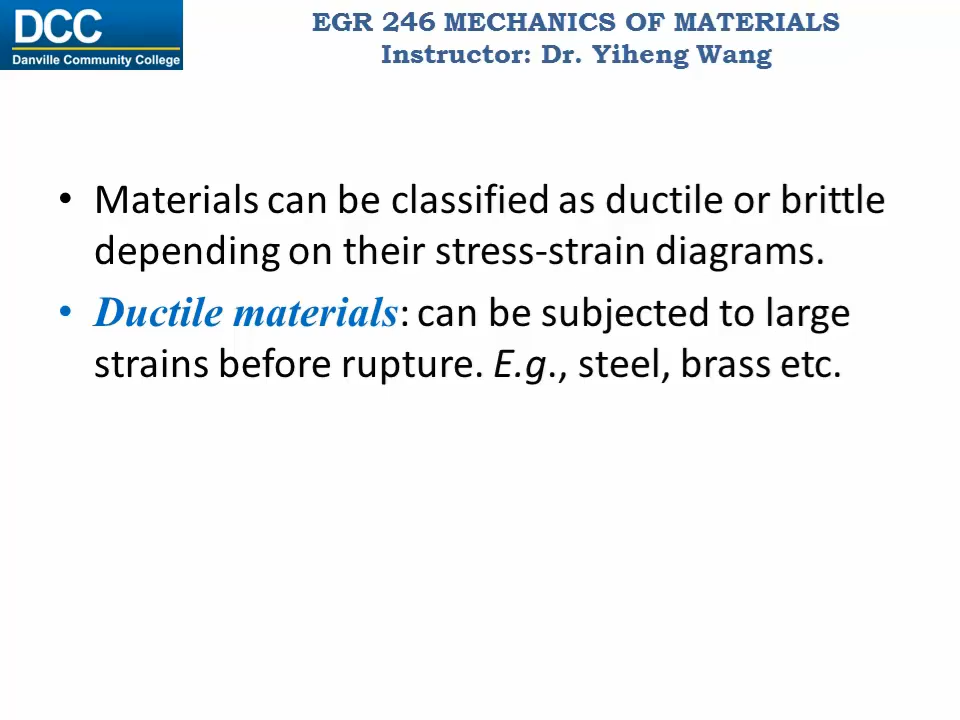 DCC
Danville Community College
EGR 246 MECHANICS OF MATERIALS
Instructor: Dr. Yiheng Wang
• Materials can be classified as ductile or brittle
depending on their stress-strain diagrams.
• Ductile materials: can be subjected to large
strains before rupture. E.g., steel, brass etc.